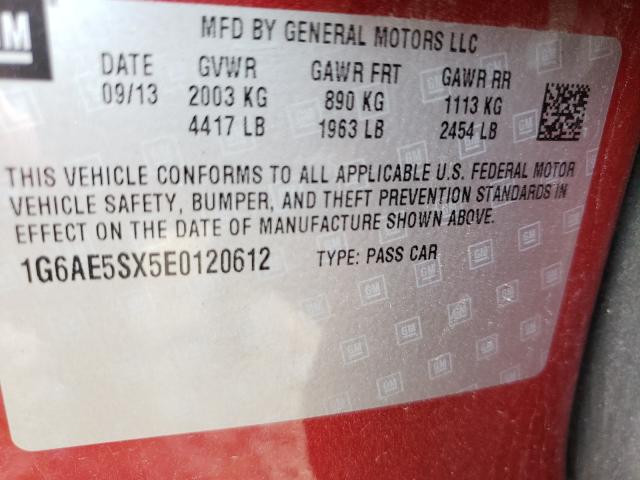 GM
MFD BY GENERAL MOTORS LLC
DATE GVWR GAWR FRT GAWR RR
09/13 2003 KG 890 KG 1113 KG
4417 LB 1963 LB 2454 LB
THIS VEHICLE CONFORMS TO ALL APPLICABLE U.S. FEDERAL MOTOR
VEHICLE SAFETY, BUMPER, AND THEFT PREVENTION STANDARDS IN
EFFECT ON THE DATE OF MANUFACTURE SHOWN ABOVE.
1G6AE5SX5E0120612 TYPE: PASS CAR